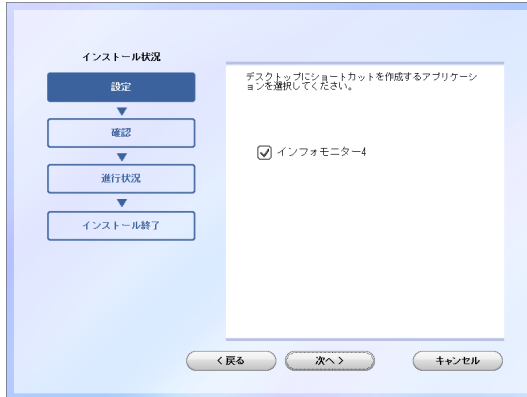 インストール状況
設定
確認
進行状況
インストール終了
デスクトップにショートカットを作成するアプリケーシ
ョンを選択してください。
インフォモニター4
< 戻る
次へ >
キャンセル